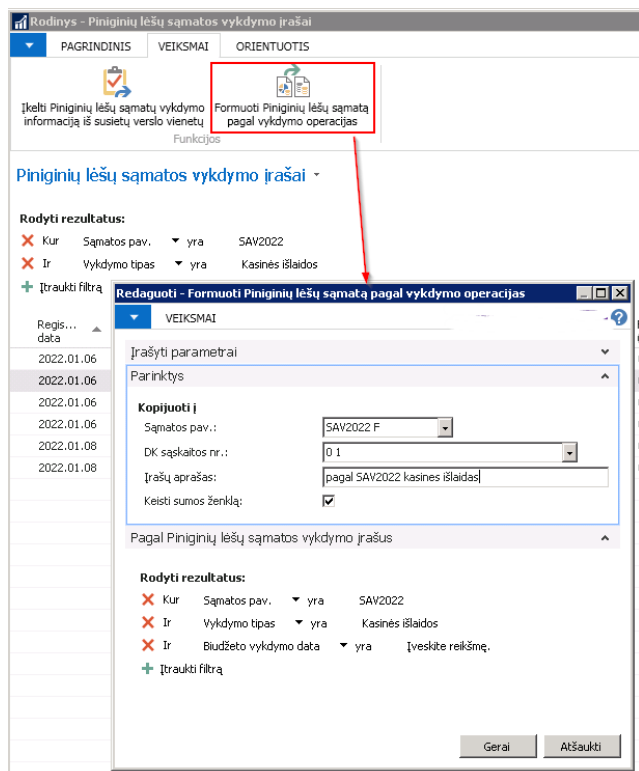 Rodinys - Piniginių lėšų sąmatos vykdymo įrašai
PAGRINDINIS VEIKSMAI ORIENTUOTIS
Įkelti Piniginių lėšų sąmatų vykdymo
informaciją iš susietų verslo vienetų
Formuoti Piniginių lėšų sąmatą
pagal vykdymo operacijas
Funkcijos
Piniginių lėšų sąmatos vykdymo įrašai
Rodyti rezultatus:
Kur Sąmatos pav. yra SAV2022
Ir Vykdymo tipas yra Kasinės išlaidos
Įtraukti filtrą
Regis...
data
2022.01.06
2022.01.06
2022.01.06
2022.01.06
2022.01.08
2022.01.08
Redaguoti - Formuoti Piniginių lėšų sąmatą pagal vykdymo operacijas
VEIKSMAI
Įrašyti parametrai
Parinktys
Kopijuoti į
Sąmatos pav.: SAV2022 F
DK sąskaitos nr.: 0 1
Įrašų aprašas: pagal SAV2022 kasines išlaidas
Keisti sumos ženklą:
Pagal Piniginių lėšų sąmatos vykdymo įrašus
Rodyti rezultatus:
Kur Sąmatos pav. yra SAV2022
Ir Vykdymo tipas yra Kasinės išlaidos
Ir Biudžeto vykdymo data yra Įveskite reikšmę.
Įtraukti filtrą
Gerai Atšaukti